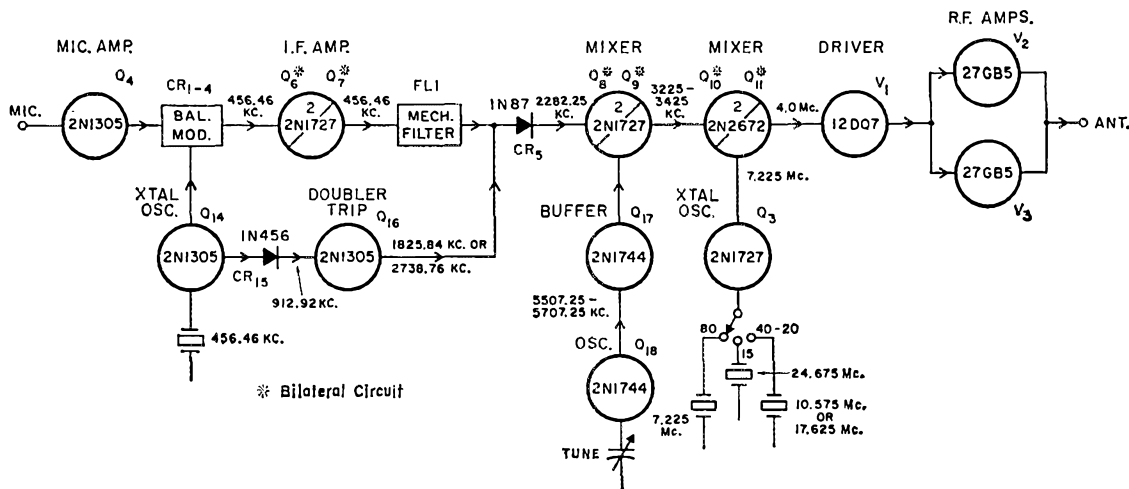 R.F. AMPS.
MIC. AMP.
I.F. AMP.
MIXER
MIXER
DRIVER
V2
Q4
CR1-4
Q6※ Q7※
FL1
Q8※ Q9※
Q10※ Q11※
V1
27GB5
MIC.
2N1305
BAL. MOD.
456.46 KC.
2
2N1727
456.46 KC.
MECH. FILTER
1N87
CR5
2282.25 KC.
2
2N1727
3225-3425 KC.
2
2N2672
4.0 Mc.
12DQ7
ANT.
27GB5
V3
XTAL OSC.
Q14
2N1305
1N456
CR15
912.92 KC.
DOUBLER TRIP
Q16
2N1305
1825.84 KC. OR
2738.76 KC.
BUFFER
Q17
2N1744
7.225 Mc.
XTAL OSC.
Q3
2N1727
456.46 KC.
5507.25-5707.25 KC.
OSC.
Q18
2N1744
TUNE
80
15
40-20
24.675 Mc.
7.225 Mc.
10.575 Mc.
OR
17.625 Mc.
※ Bilateral Circuit